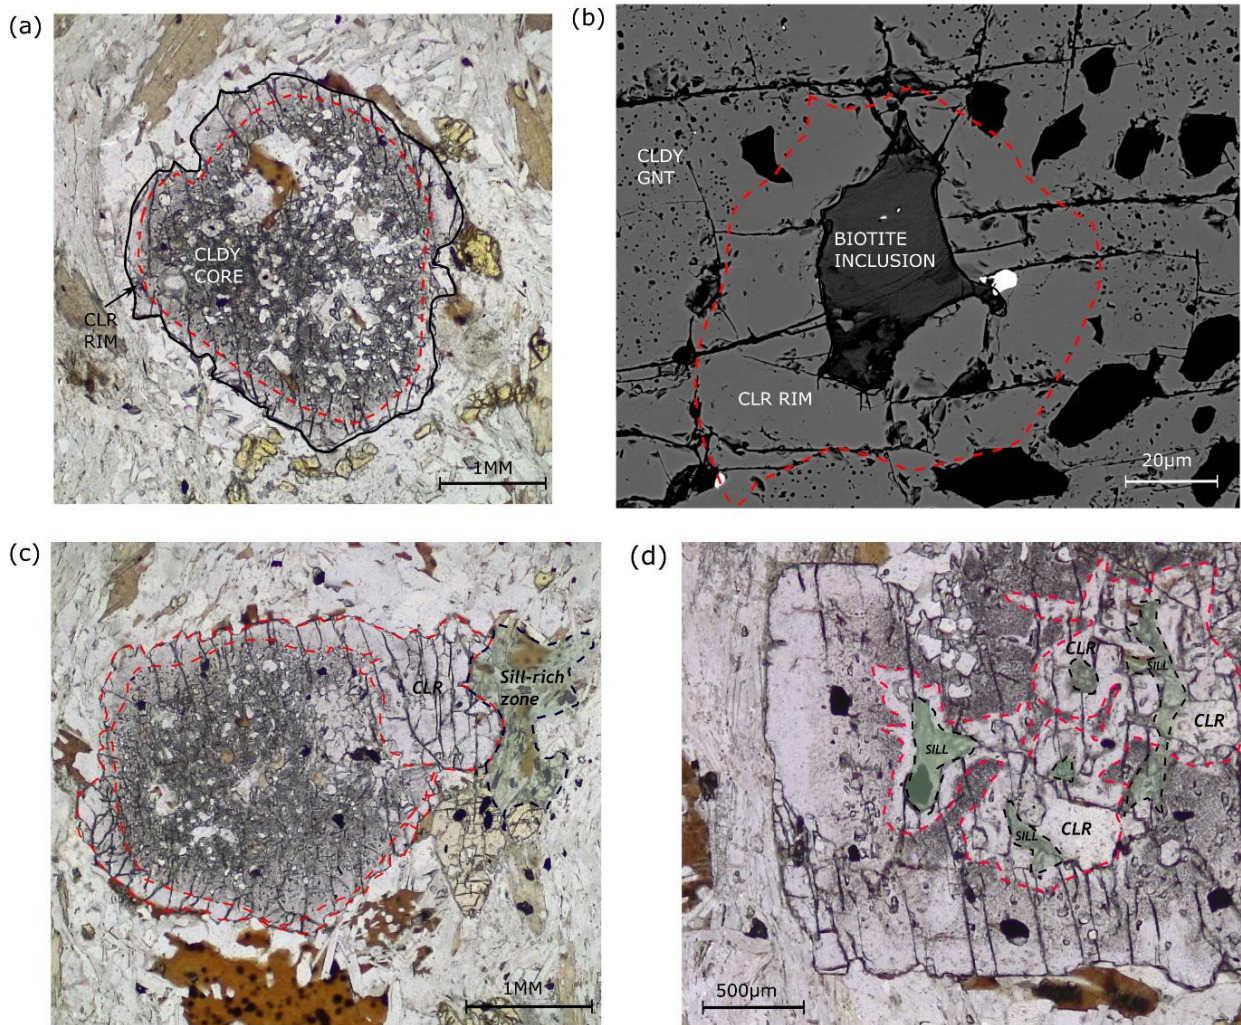 (a)
CLDY
CORE
CLR
RIM
1MM
(b)
CLDY
GNT
BIOTITE
INCLUSION
CLR RIM
20µm
(c)
CLR
Sill-rich
zone
1MM
(d)
CLR
SILL
SILL
CLR
SILL
CLR
500µm